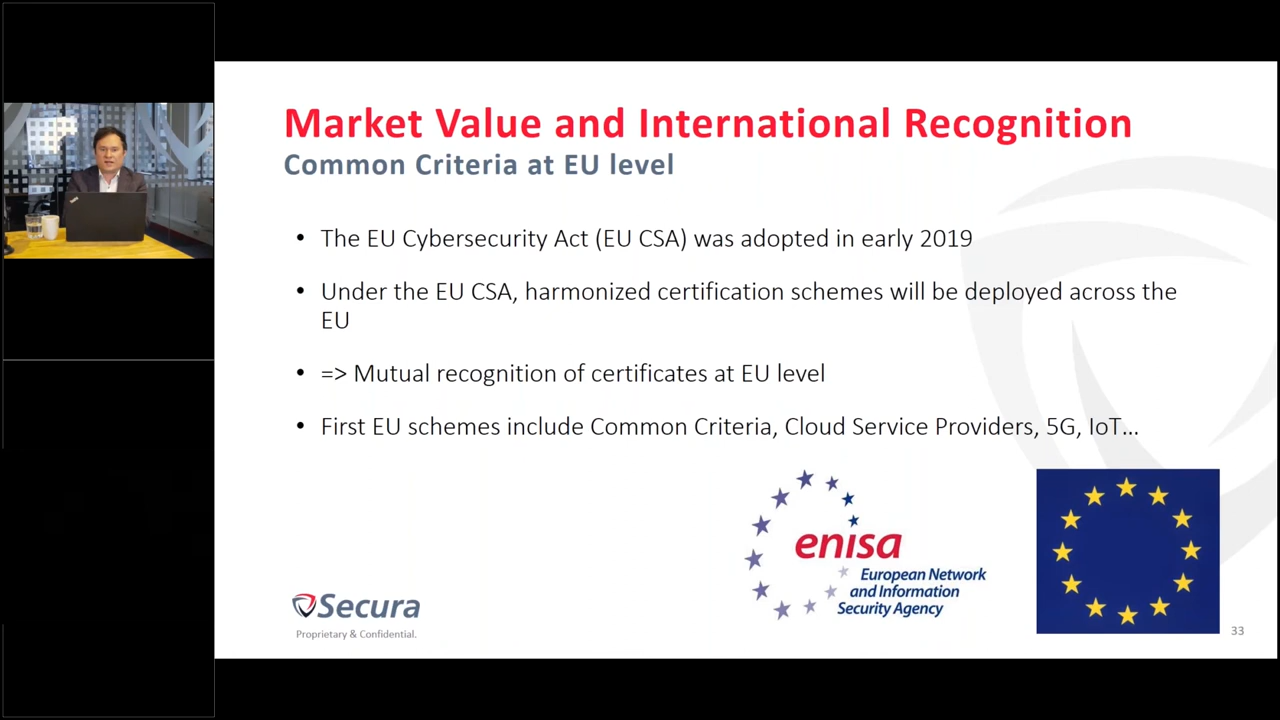 Market Value and International Recognition
Common Criteria at EU level
• The EU Cybersecurity Act (EU CSA) was adopted in early 2019
• Under the EU CSA, harmonized certification schemes will be deployed across the
EU
• => Mutual recognition of certificates at EU level
• First EU schemes include Common Criteria, Cloud Service Providers, 5G, IoT…
enisa
European Network
and Information
Security Agency
Secura
Proprietary & Confidential.
33